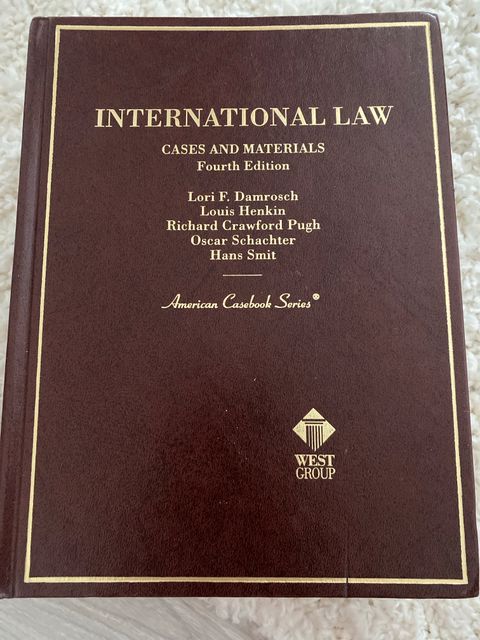 INTERNATIONAL LAW
CASES AND MATERIALS
Fourth Edition
Lori F. Damrosch
Louis Henkin
Richard Crawford Pugh
Oscar Schachter
Hans Smit
American Casebook Series®
WEST
GROUP